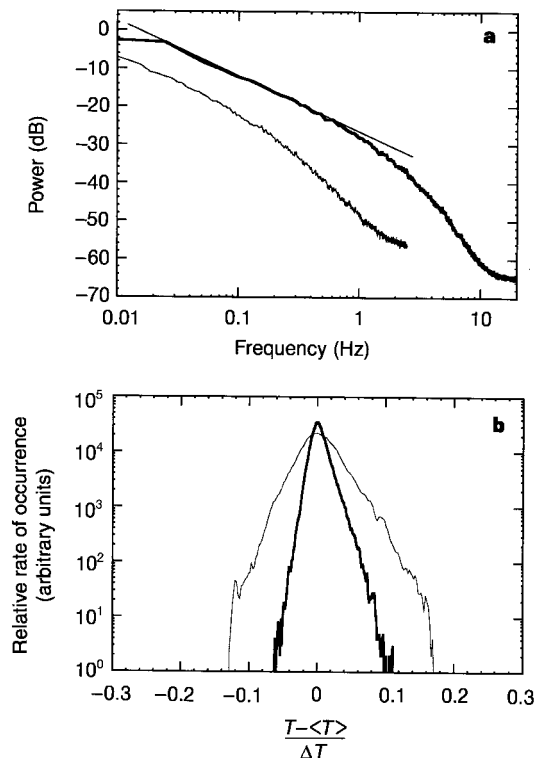 a
0
−10
−20
−30
−40
−50
−60
−70
Power (dB)
0.01 0.1 1 10
Frequency (Hz)
b
10^5
10^4
10^3
10^2
10^1
10^0
Relative rate of occurrence
(arbitrary units)
−0.3 −0.2 −0.1 0 0.1 0.2 0.3
T−<T>
ΔT